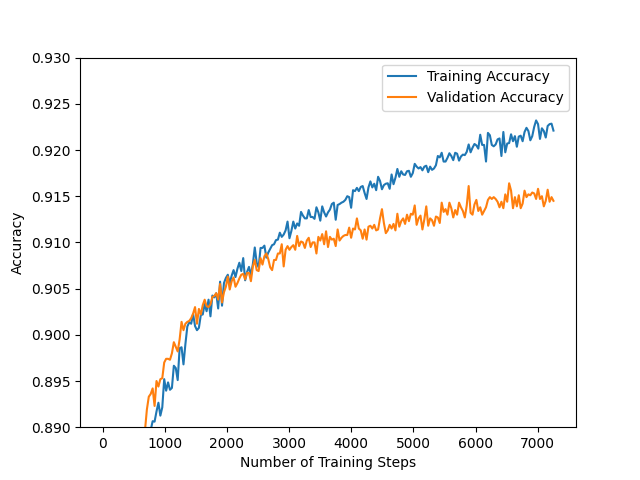 0.930
0.925
0.920
0.915
0.910
0.905
0.900
0.895
0.890
Accuracy
Training Accuracy
Validation Accuracy
0 1000 2000 3000 4000 5000 6000 7000
Number of Training Steps